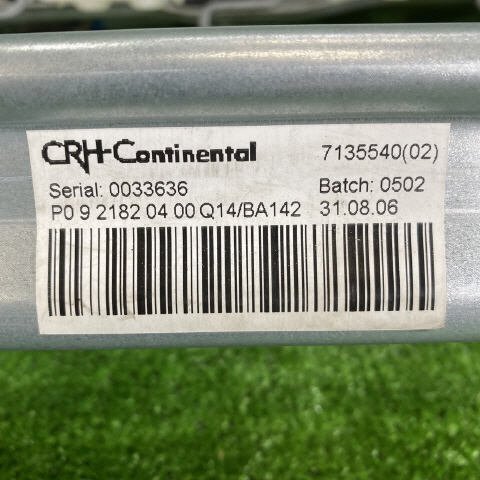 CRH-Continental 7135540(02)
Serial: 0033636 Batch: 0502
P0 9 2182 04 00 Q14/BA142 31.08.06